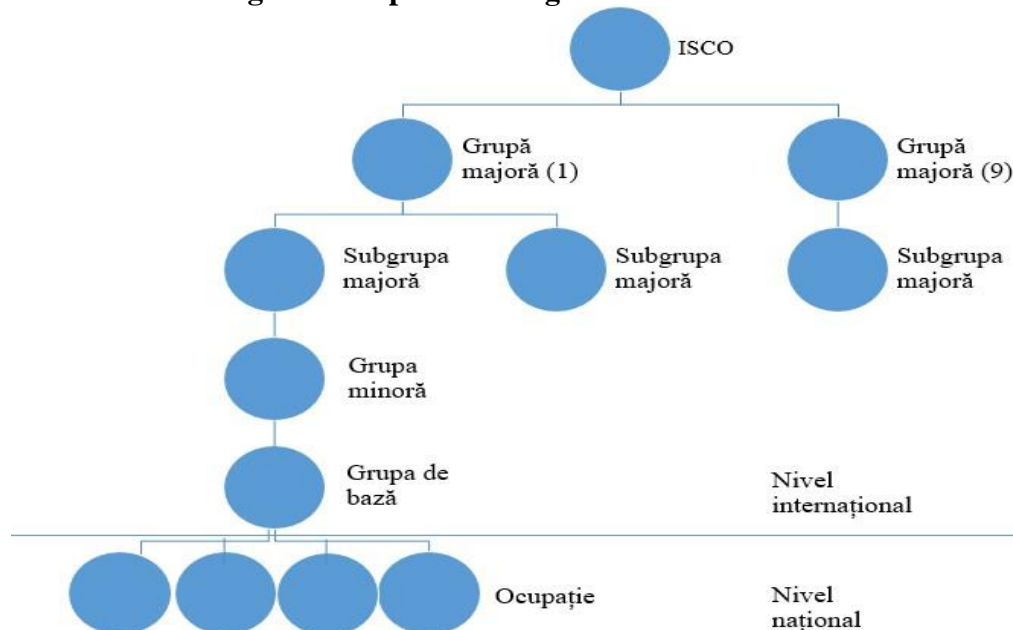 ISCO
Grupă
majoră (1)
Grupă
majoră (9)
Subgrupa
majoră
Subgrupa
majoră
Subgrupa
majoră
Grupa
minoră
Grupa de
bază
Nivel
internațional
Ocupație
Nivel
național